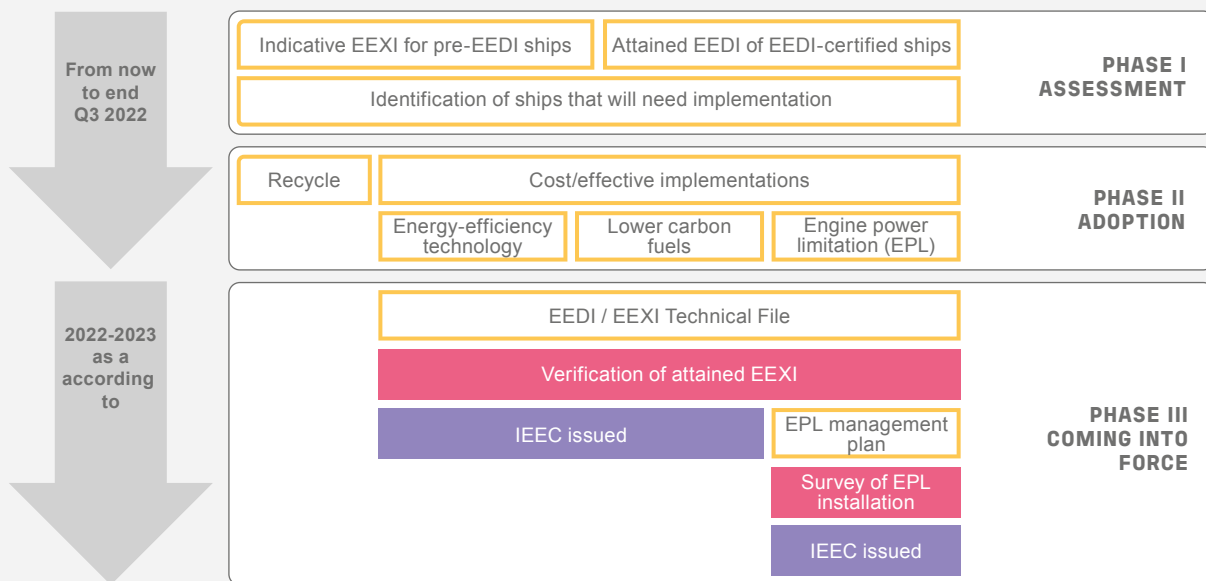 From now
to end
Q3 2022
Indicative EEXI for pre-EEDI ships
Attained EEDI of EEDI-certified ships
Identification of ships that will need implementation
PHASE I
ASSESSMENT
Recycle
Cost/effective implementations
Energy-efficiency
technology
Lower carbon
fuels
Engine power
limitation (EPL)
PHASE II
ADOPTION
2022-2023
as a
according
to
EEDI / EEXI Technical File
Verification of attained EEXI
IEEC issued
EPL management
plan
Survey of EPL
installation
IEEC issued
PHASE III
COMING INTO
FORCE